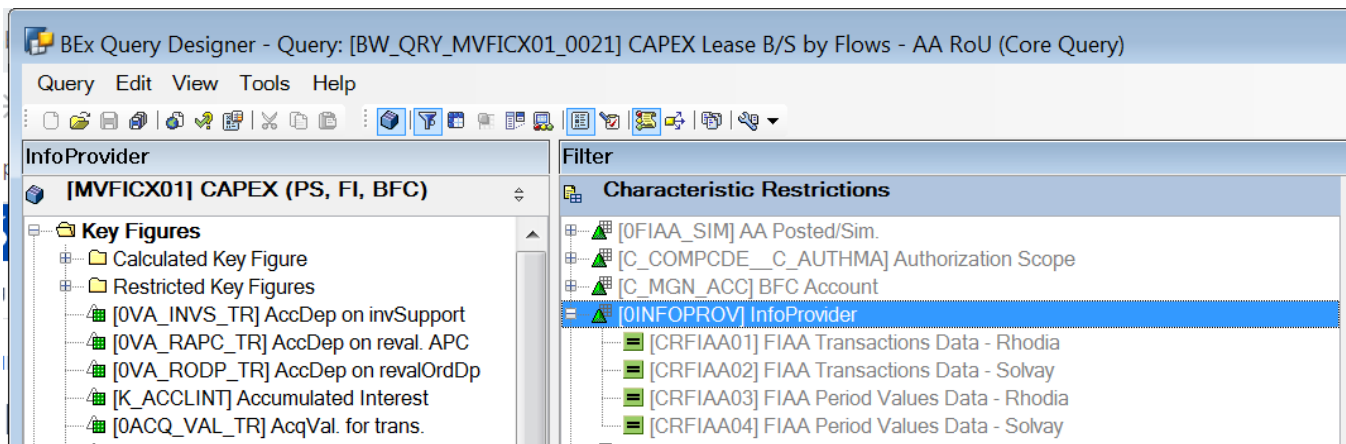 BEx Query Designer - Query: [BW_QRY_MVFICX01_0021] CAPEX Lease B/S by Flows - AA RoU (Core Query)
Query Edit View Tools Help
InfoProvider
[MVFICX01] CAPEX (PS, FI, BFC)
Key Figures
Calculated Key Figure
Restricted Key Figures
[0VA_INVS_TR] AccDep on invSupport
[0VA_RAPC_TR] AccDep on reval. APC
[0VA_RODP_TR] AccDep on revalOrdDp
[K_ACCLINT] Accumulated Interest
[0ACQ_VAL_TR] AcqVal. for trans.
Filter
Characteristic Restrictions
[0FIAA_SIM] AA Posted/Sim.
[C_COMPCDE__C_AUTHMA] Authorization Scope
[C_MGN_ACC] BFC Account
[0INFOPROV] InfoProvider
[CRFIAA01] FIAA Transactions Data - Rhodia
[CRFIAA02] FIAA Transactions Data - Solvay
[CRFIAA03] FIAA Period Values Data - Rhodia
[CRFIAA04] FIAA Period Values Data - Solvay